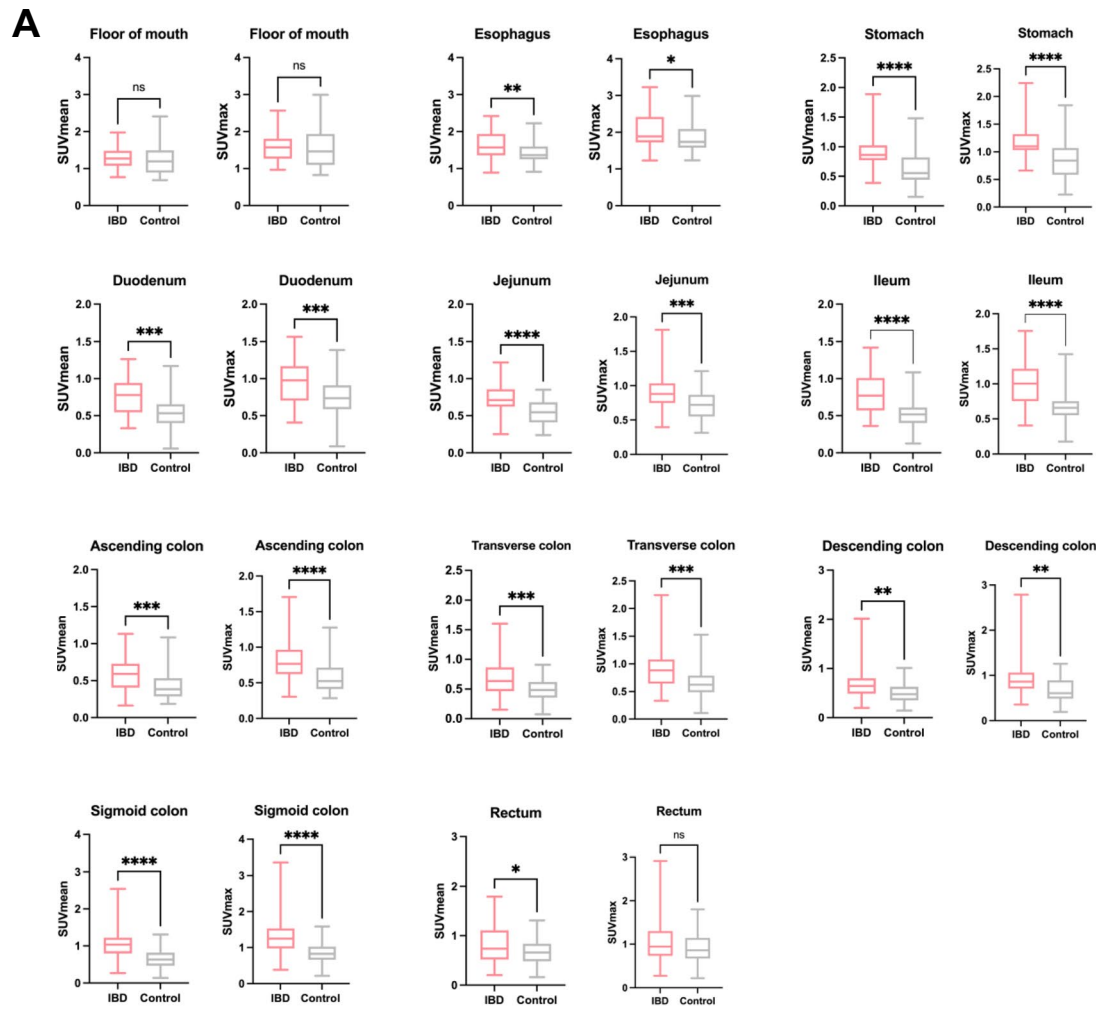 A
Floor of mouth
4
3
2
1
0
SUVmean
ns
IBD Control
Floor of mouth
4
3
2
1
0
SUVmax
ns
IBD Control
Esophagus
4
3
2
1
0
SUVmean
**
IBD Control
Esophagus
4
3
2
1
0
SUVmax
*
IBD Control
Stomach
2.5
2.0
1.5
1.0
0.5
0.0
SUVmean
****
IBD Control
Stomach
2.5
2.0
1.5
1.0
0.5
0.0
SUVmax
****
IBD Control
Duodenum
2.0
1.5
1.0
0.5
0.0
SUVmean
***
IBD Control
Duodenum
2.0
1.5
1.0
0.5
0.0
SUVmax
***
IBD Control
Jejunum
2.0
1.5
1.0
0.5
0.0
SUVmean
****
IBD Control
Jejunum
2.0
1.5
1.0
0.5
0.0
SUVmax
***
IBD Control
Ileum
2.0
1.5
1.0
0.5
0.0
SUVmean
****
IBD Control
Ileum
2.0
1.5
1.0
0.5
0.0
SUVmax
****
IBD Control
Ascending colon
2.0
1.5
1.0
0.5
0.0
SUVmean
***
IBD Control
Ascending colon
2.0
1.5
1.0
0.5
0.0
SUVmax
****
IBD Control
Transverse colon
2.0
1.5
1.0
0.5
0.0
SUVmean
***
IBD Control
Transverse colon
2.5
2.0
1.5
1.0
0.5
0.0
SUVmax
***
IBD Control
Descending colon
3
2
1
0
SUVmean
**
IBD Control
Descending colon
3
2
1
0
SUVmax
**
IBD Control
Sigmoid colon
4
3
2
1
0
SUVmean
****
IBD Control
Sigmoid colon
4
3
2
1
0
SUVmax
****
IBD Control
Rectum
3
2
1
0
SUVmean
*
IBD Control
Rectum
3
2
1
0
SUVmax
ns
IBD Control